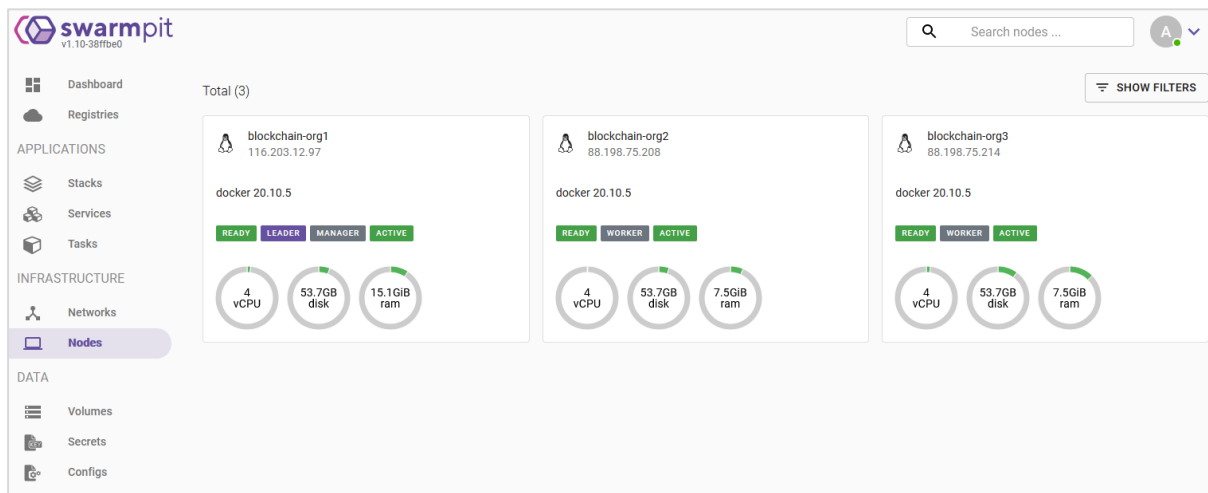 swarmpit
v1.10-38ffbe0
Search nodes ...
A
Dashboard
Registries
APPLICATIONS
Stacks
Services
Tasks
INFRASTRUCTURE
Networks
Nodes
DATA
Volumes
Secrets
Configs
Total (3)
SHOW FILTERS
blockchain-org1
116.203.12.97
docker 20.10.5
READY LEADER MANAGER ACTIVE
4
vCPU
53.7GB
disk
15.1GiB
ram
blockchain-org2
88.198.75.208
docker 20.10.5
READY WORKER ACTIVE
4
vCPU
53.7GB
disk
7.5GiB
ram
blockchain-org3
88.198.75.214
docker 20.10.5
READY WORKER ACTIVE
4
vCPU
53.7GB
disk
7.5GiB
ram